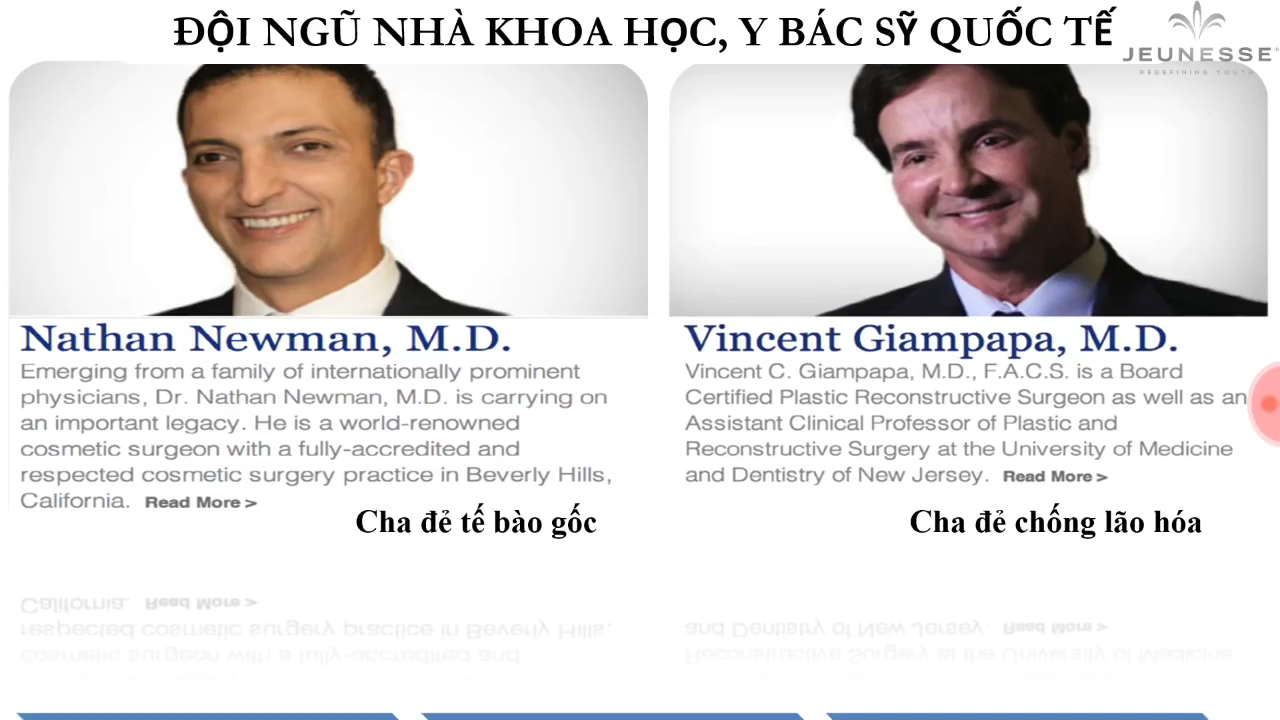 ĐỘI NGŨ NHÀ KHOA HỌC, Y BÁC SỸ QUỐC TẾ
JEUNESSE
REDEFINING YOUTH
Nathan Newman, M.D.
Emerging from a family of internationally prominent
physicians, Dr. Nathan Newman, M.D. is carrying on
an important legacy. He is a world-renowned
cosmetic surgeon with a fully-accredited and
respected cosmetic surgery practice in Beverly Hills,
California. Read More >
Cha đẻ tế bào gốc
Vincent Giampapa, M.D.
Vincent C. Giampapa, M.D., F.A.C.S. is a Board
Certified Plastic Reconstructive Surgeon as well as an
Assistant Clinical Professor of Plastic and
Reconstructive Surgery at the University of Medicine
and Dentistry of New Jersey. Read More >
Cha đẻ chống lão hóa